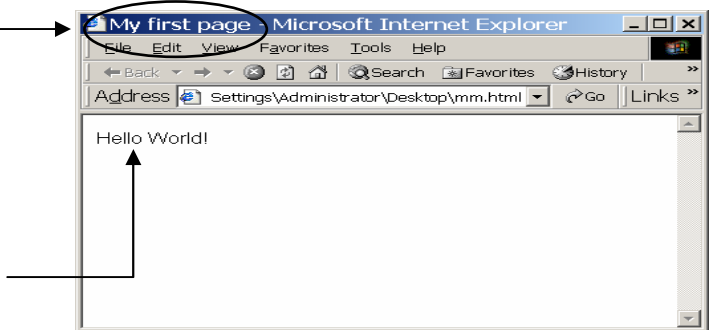 My first page - Microsoft Internet Explorer
File Edit View Favorites Tools Help
Back Search Favorites History »
Address Settings\Administrator\Desktop\mm.html Go Links »
Hello World!